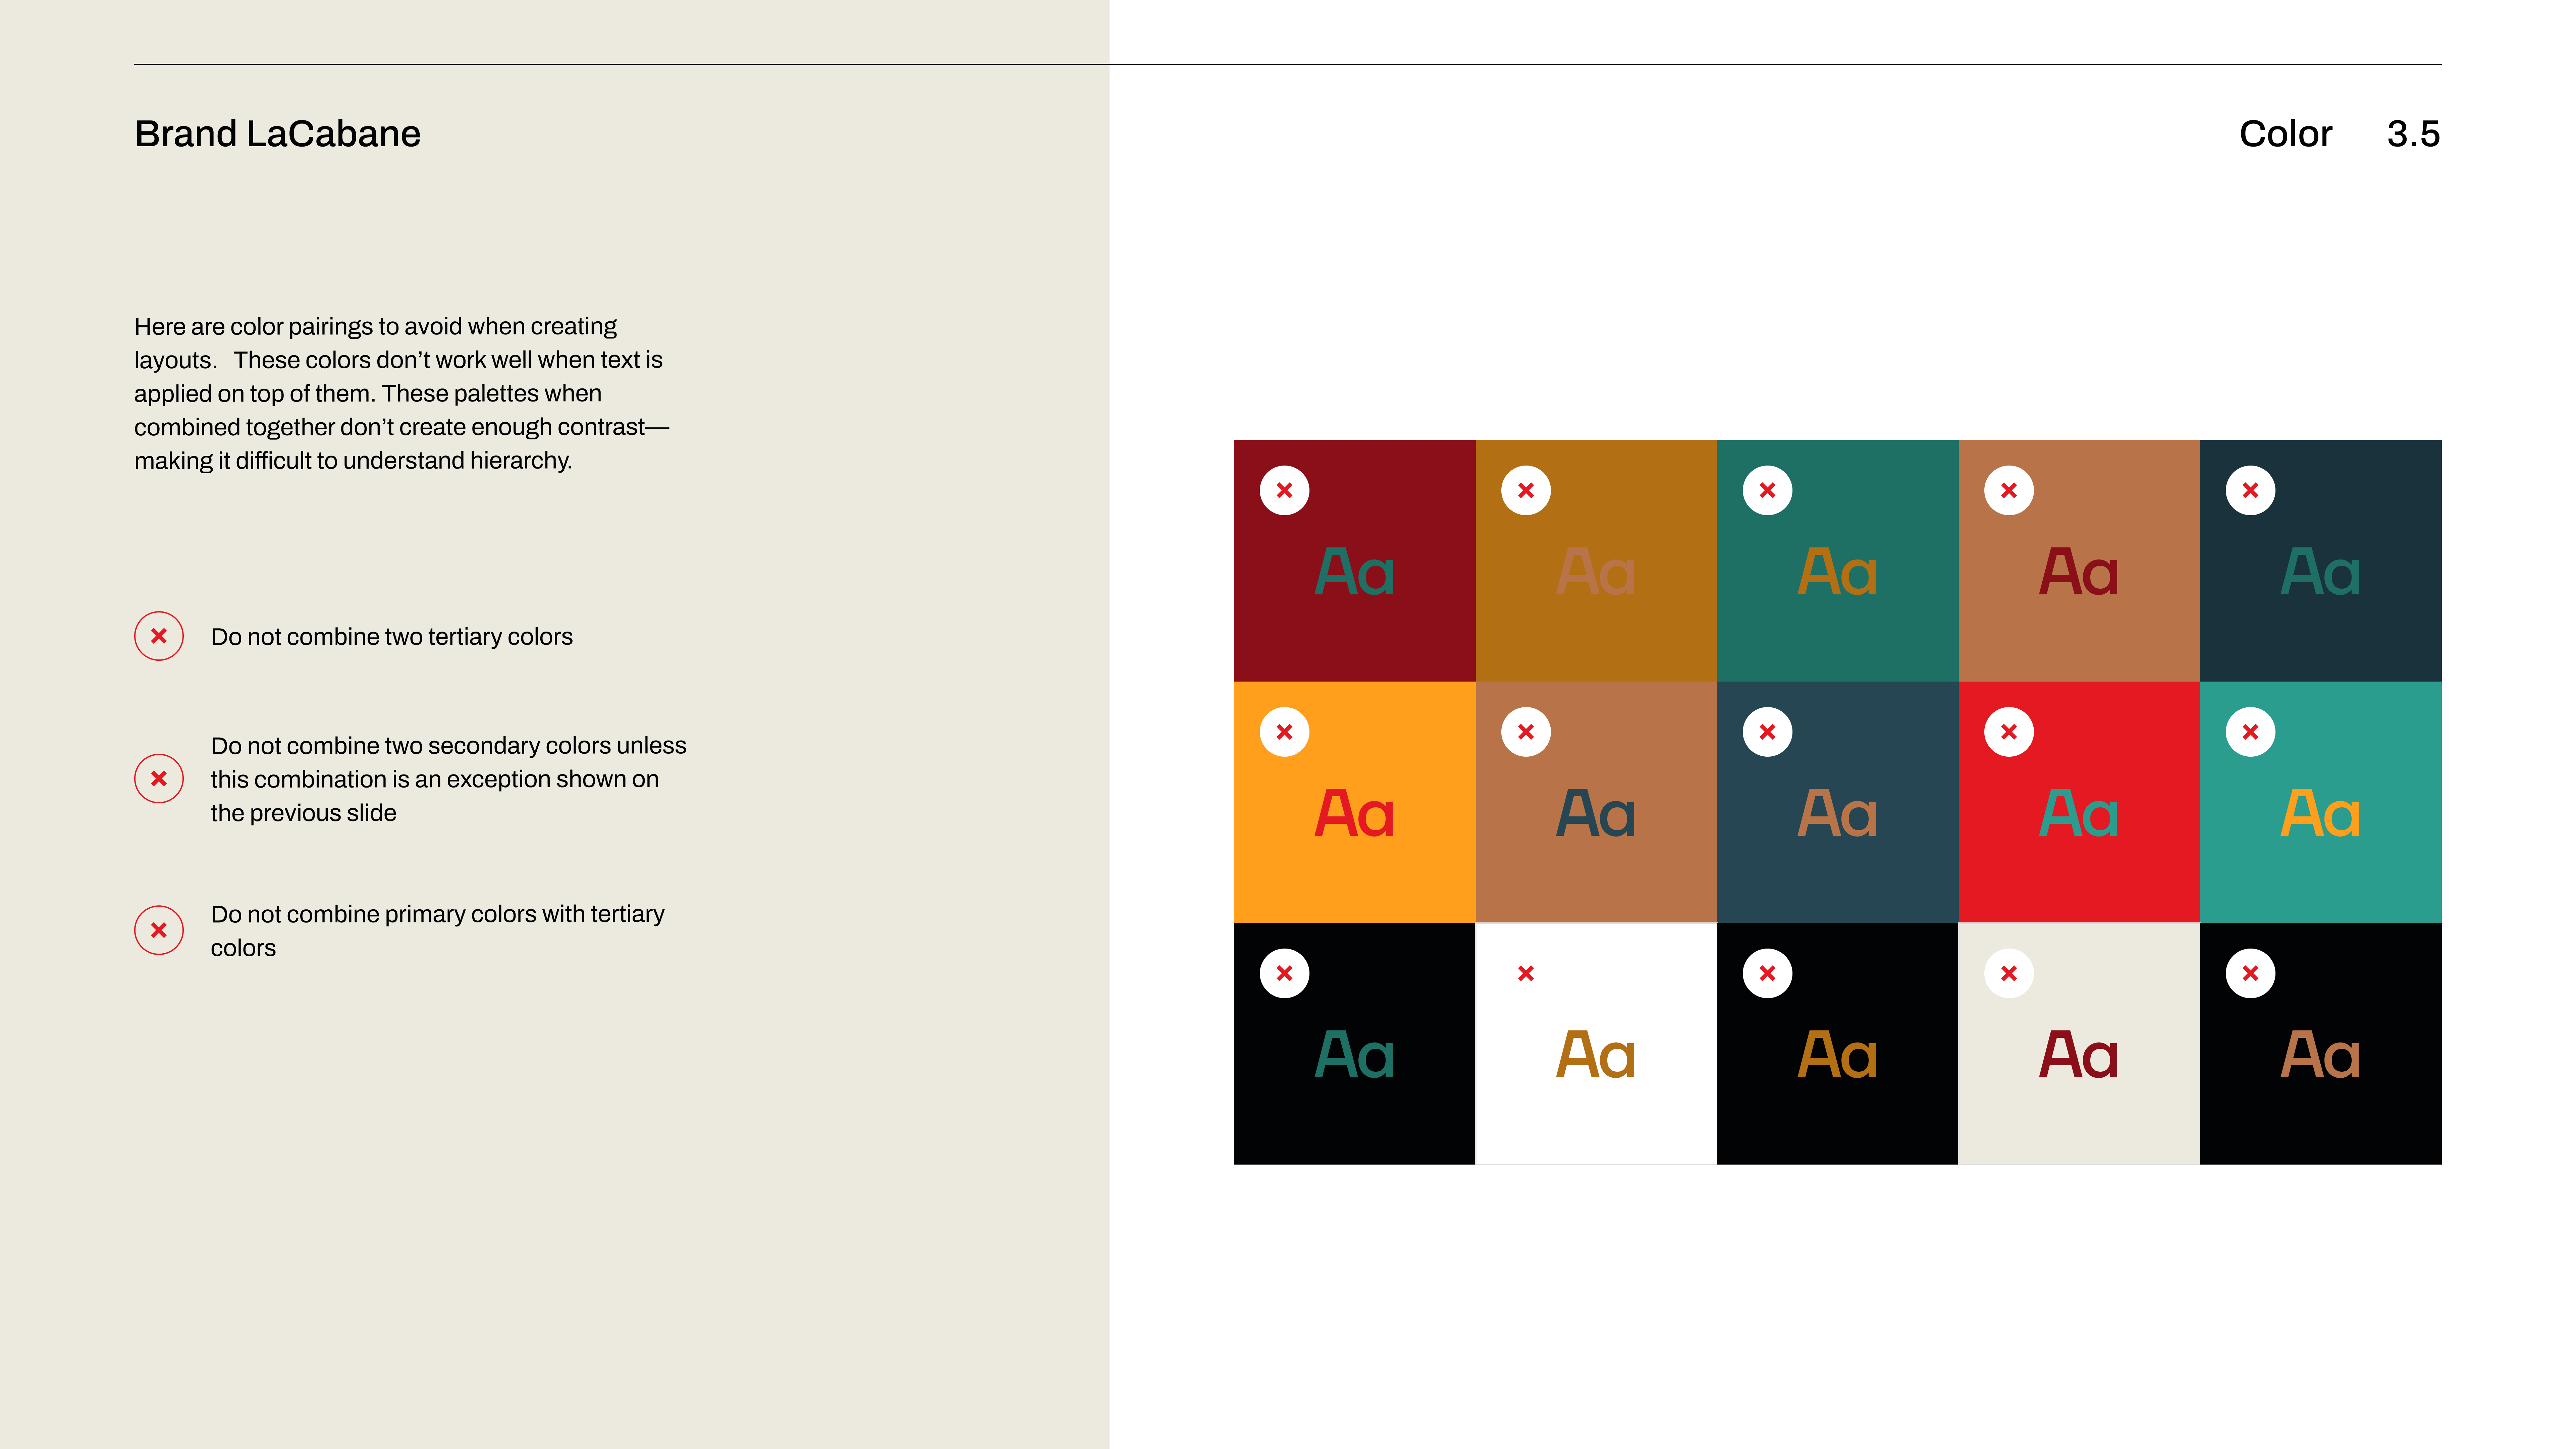 Brand LaCabane
Color 3.5
Here are color pairings to avoid when creating
layouts.   These colors don’t work well when text is
applied on top of them. These palettes when
combined together don’t create enough contrast—
making it difficult to understand hierarchy.
Do not combine two tertiary colors
Do not combine two secondary colors unless
this combination is an exception shown on
the previous slide
Do not combine primary colors with tertiary
colors
Aa Aa Aa Aa Aa
Aa Aa Aa Aa Aa
Aa Aa Aa Aa Aa